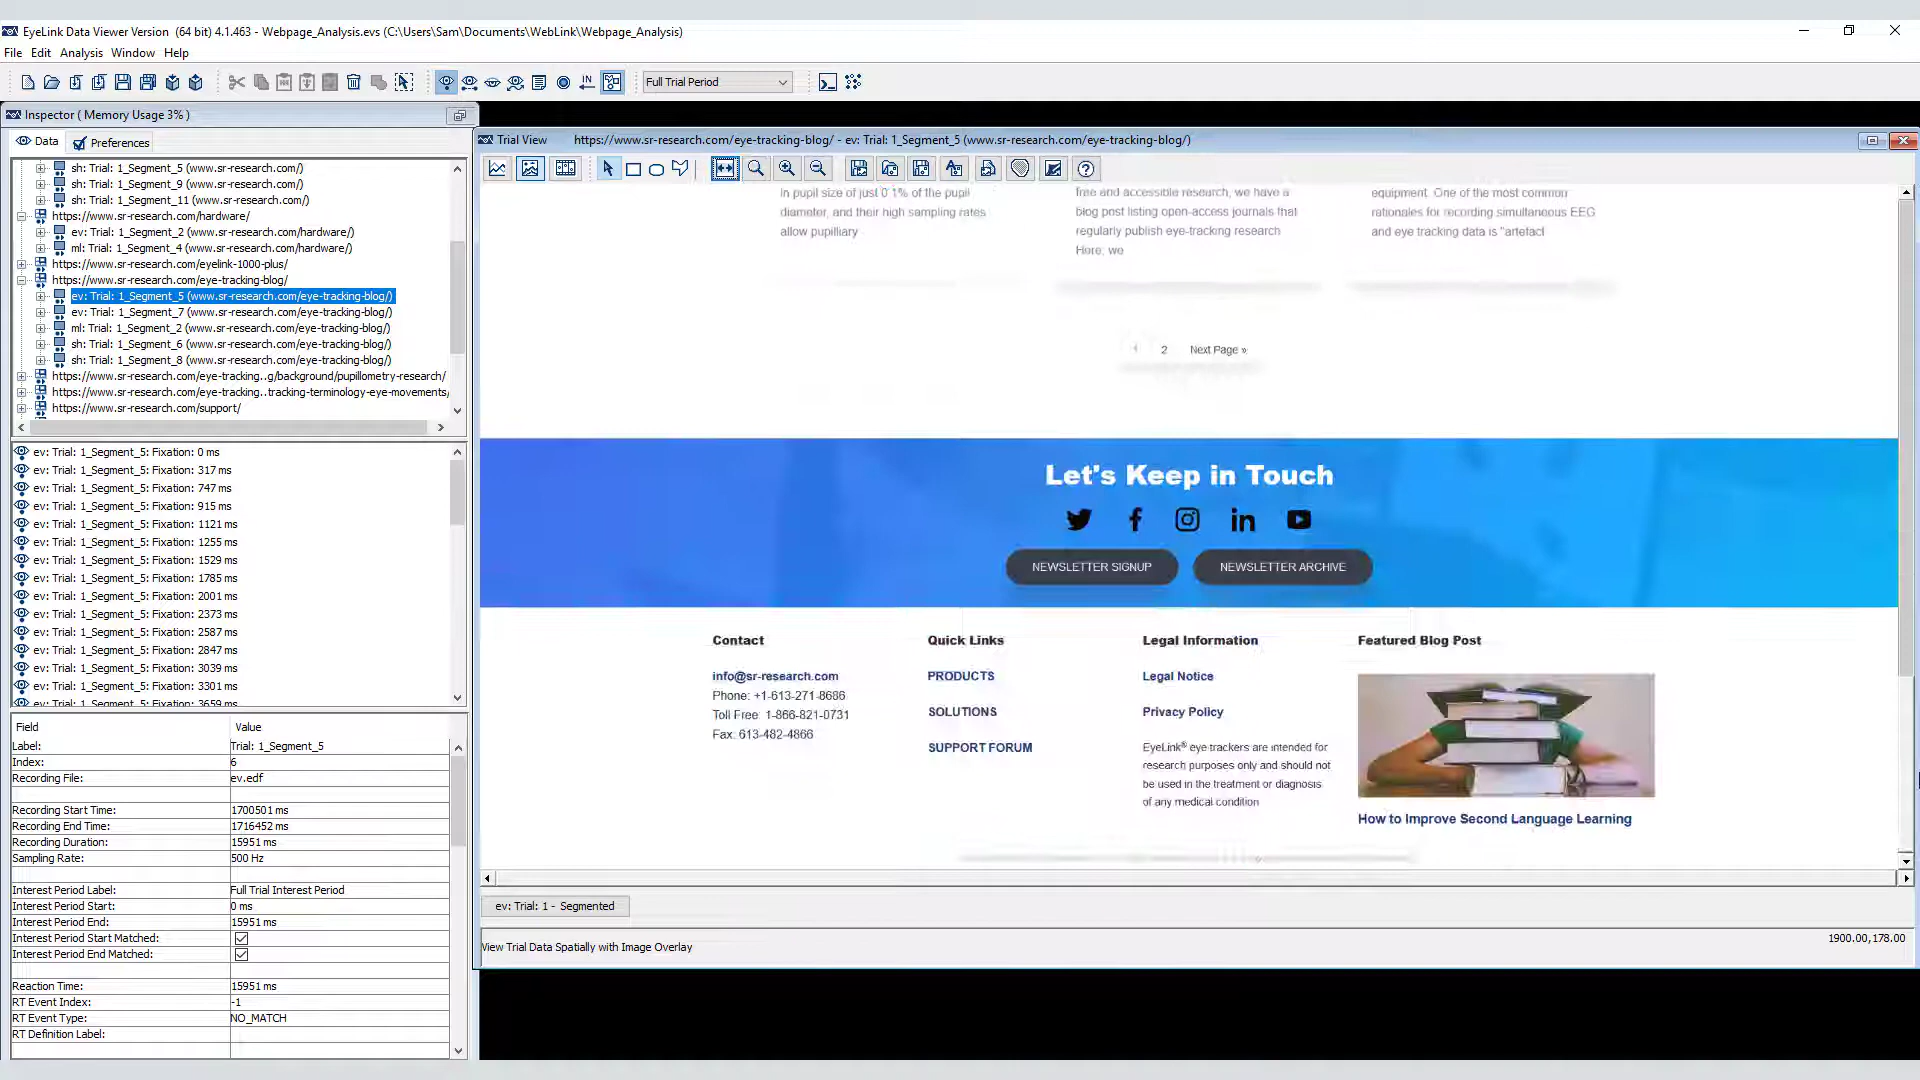 EyeLink Data Viewer Version  (64 bit) 4.1.463 - Webpage_Analysis.evs (C:\Users\Sam\Documents\WebLink\Webpage_Analysis)
File Edit Analysis Window Help
IN
Full Trial Period
Inspector ( Memory Usage 3% )
Data Preferences
sh: Trial: 1_Segment_5 (www.sr-research.com/)
sh: Trial: 1_Segment_9 (www.sr-research.com/)
sh: Trial: 1_Segment_11 (www.sr-research.com/)
https://www.sr-research.com/hardware/
ev: Trial: 1_Segment_2 (www.sr-research.com/hardware/)
ml: Trial: 1_Segment_4 (www.sr-research.com/hardware/)
https://www.sr-research.com/eyelink-1000-plus/
https://www.sr-research.com/eye-tracking-blog/
ev: Trial: 1_Segment_5 (www.sr-research.com/eye-tracking-blog/)
ev: Trial: 1_Segment_7 (www.sr-research.com/eye-tracking-blog/)
ml: Trial: 1_Segment_2 (www.sr-research.com/eye-tracking-blog/)
sh: Trial: 1_Segment_6 (www.sr-research.com/eye-tracking-blog/)
sh: Trial: 1_Segment_8 (www.sr-research.com/eye-tracking-blog/)
https://www.sr-research.com/eye-tracking..g/background/pupillometry-research/
https://www.sr-research.com/eye-tracking..tracking-terminology-eye-movements/
https://www.sr-research.com/support/
ev: Trial: 1_Segment_5: Fixation: 0 ms
ev: Trial: 1_Segment_5: Fixation: 317 ms
ev: Trial: 1_Segment_5: Fixation: 747 ms
ev: Trial: 1_Segment_5: Fixation: 915 ms
ev: Trial: 1_Segment_5: Fixation: 1121 ms
ev: Trial: 1_Segment_5: Fixation: 1255 ms
ev: Trial: 1_Segment_5: Fixation: 1529 ms
ev: Trial: 1_Segment_5: Fixation: 1785 ms
ev: Trial: 1_Segment_5: Fixation: 2001 ms
ev: Trial: 1_Segment_5: Fixation: 2373 ms
ev: Trial: 1_Segment_5: Fixation: 2587 ms
ev: Trial: 1_Segment_5: Fixation: 2847 ms
ev: Trial: 1_Segment_5: Fixation: 3039 ms
ev: Trial: 1_Segment_5: Fixation: 3301 ms
ev: Trial: 1_Segment_5: Fixation: 3659 ms
Field Value
Label: Trial: 1_Segment_5
Index: 6
Recording File: ev.edf
Recording Start Time: 1700501 ms
Recording End Time: 1716452 ms
Recording Duration: 15951 ms
Sampling Rate: 500 Hz
Interest Period Label: Full Trial Interest Period
Interest Period Start: 0 ms
Interest Period End: 15951 ms
Interest Period Start Matched:
Interest Period End Matched:
Reaction Time: 15951 ms
RT Event Index: -1
RT Event Type: NO_MATCH
RT Definition Label:
Trial View https://www.sr-research.com/eye-tracking-blog/ - ev: Trial: 1_Segment_5 (www.sr-research.com/eye-tracking-blog/)
In pupil size of just 0.1% of the pupil
diameter, and their high sampling rates
allow pupilliary
free and accessible research, we have a
blog post listing open-access journals that
regularly publish eye-tracking research
Here, we
equipment. One of the most common
rationales for recording simultaneous EEG
and eye tracking data is "artefact
2 Next Page »
Let's Keep in Touch
NEWSLETTER SIGNUP NEWSLETTER ARCHIVE
Contact
info@sr-research.com
Phone: +1-613-271-8686
Toll Free: 1-866-821-0731
Fax: 613-482-4866
Quick Links
PRODUCTS
SOLUTIONS
SUPPORT FORUM
Legal Information
Legal Notice
Privacy Policy
EyeLink® eye trackers are intended for
research purposes only and should not
be used in the treatment or diagnosis
of any medical condition
Featured Blog Post
How to Improve Second Language Learning
ev: Trial: 1 - Segmented
View Trial Data Spatially with Image Overlay
1900.00,178.00